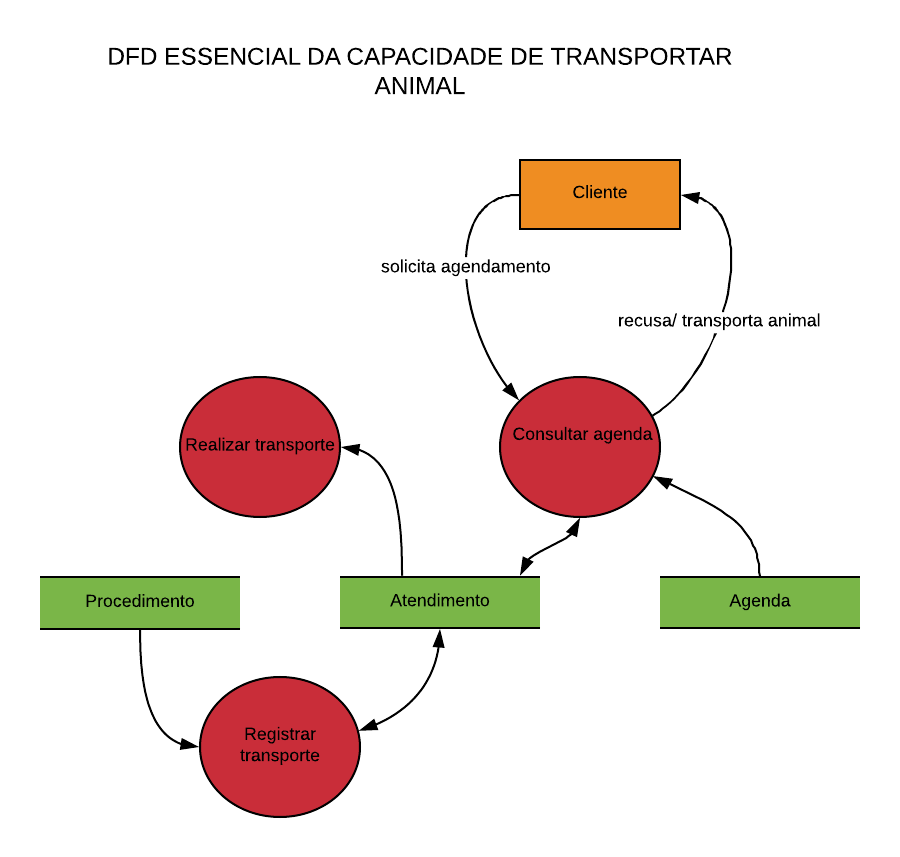 DFD ESSENCIAL DA CAPACIDADE DE TRANSPORTAR
ANIMAL
Cliente
solicita agendamento
recusa/ transporta animal
Consultar agenda
Realizar transporte
Procedimento
Atendimento
Agenda
Registrar
transporte